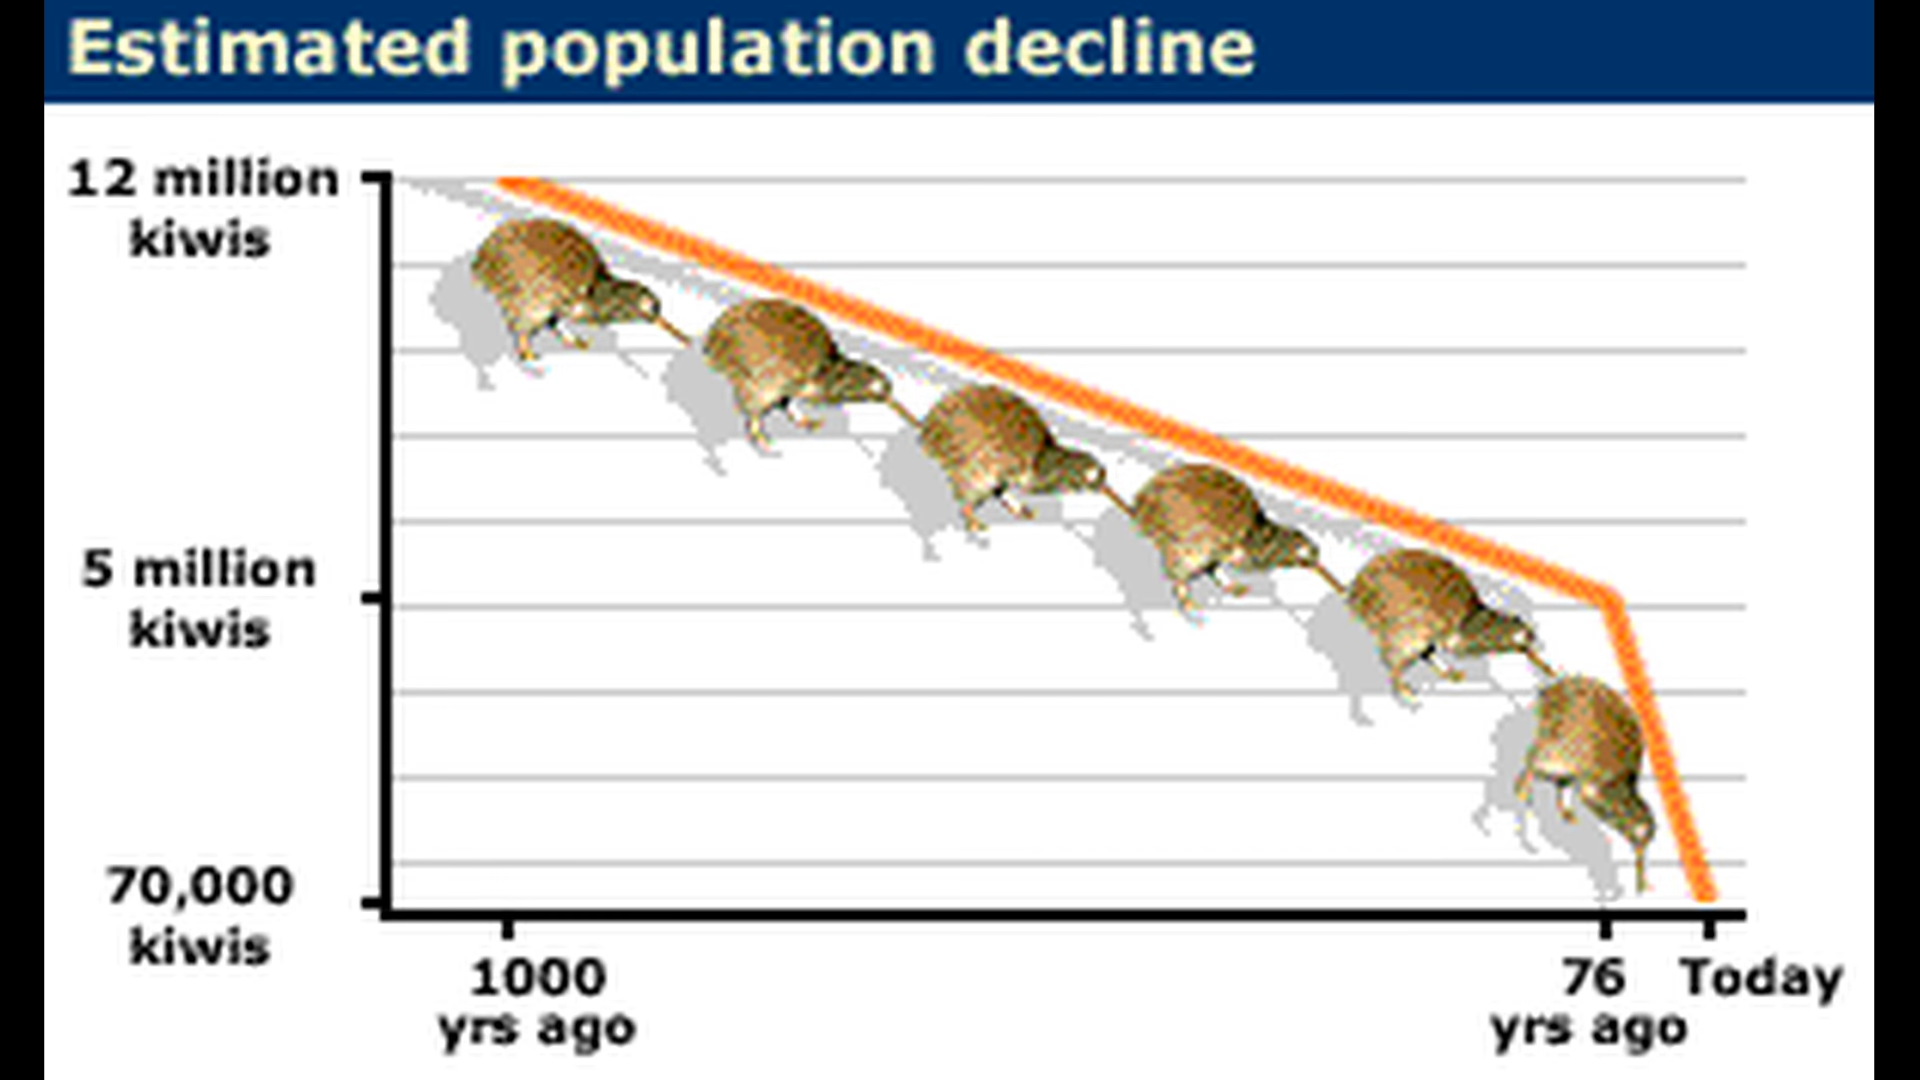 Estimated population decline
12 million
kiwis
5 million
kiwis
70,000
kiwis
1000
yrs ago
76
yrs ago
Today